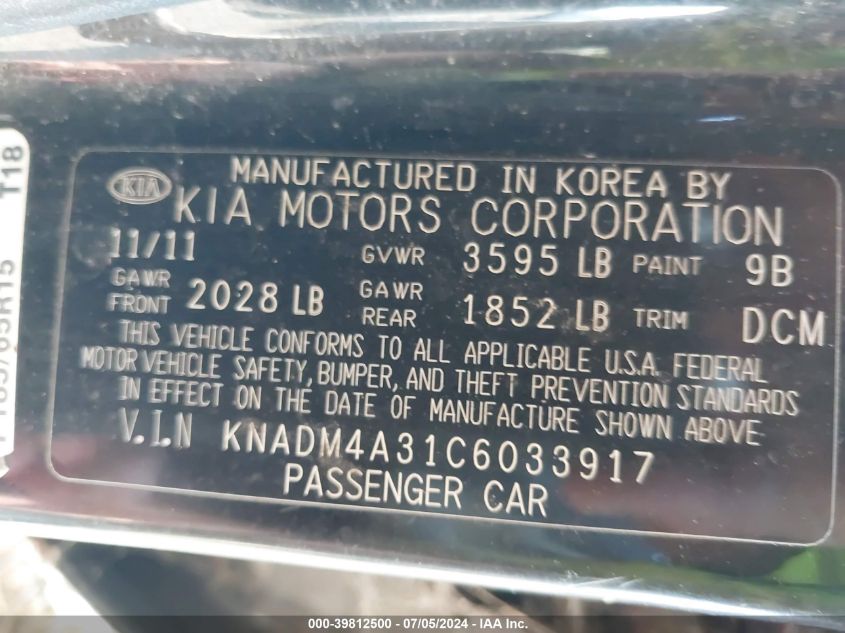 MANUFACTURED IN KOREA BY
KIA
KIA MOTORS CORPORATION
11/11 GVWR 3595 LB PAINT 9B
GAWR FRONT 2028 LB GAWR REAR 1852 LB TRIM DCM
THIS VEHICLE CONFORMS TO ALL APPLICABLE U.S.A. FEDERAL
MOTOR VEHICLE SAFETY, BUMPER, AND THEFT PREVENTION STANDARDS
IN EFFECT ON THE DATE OF MANUFACTURE SHOWN ABOVE
V.I.N KNADM4A31C6033917
PASSENGER CAR
T18
000-39812500 / 07/05/2024 - IAA Inc.